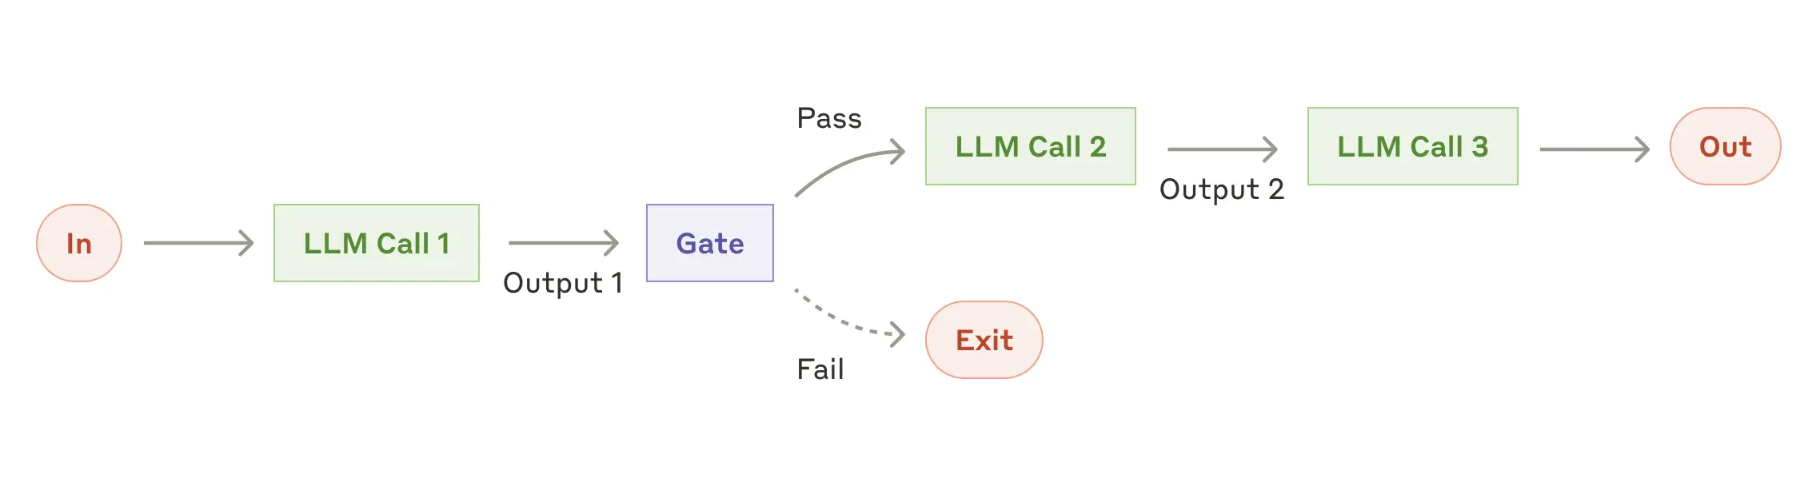 In
LLM Call 1
Output 1
Gate
Pass
LLM Call 2
Output 2
LLM Call 3
Out
Fail
Exit